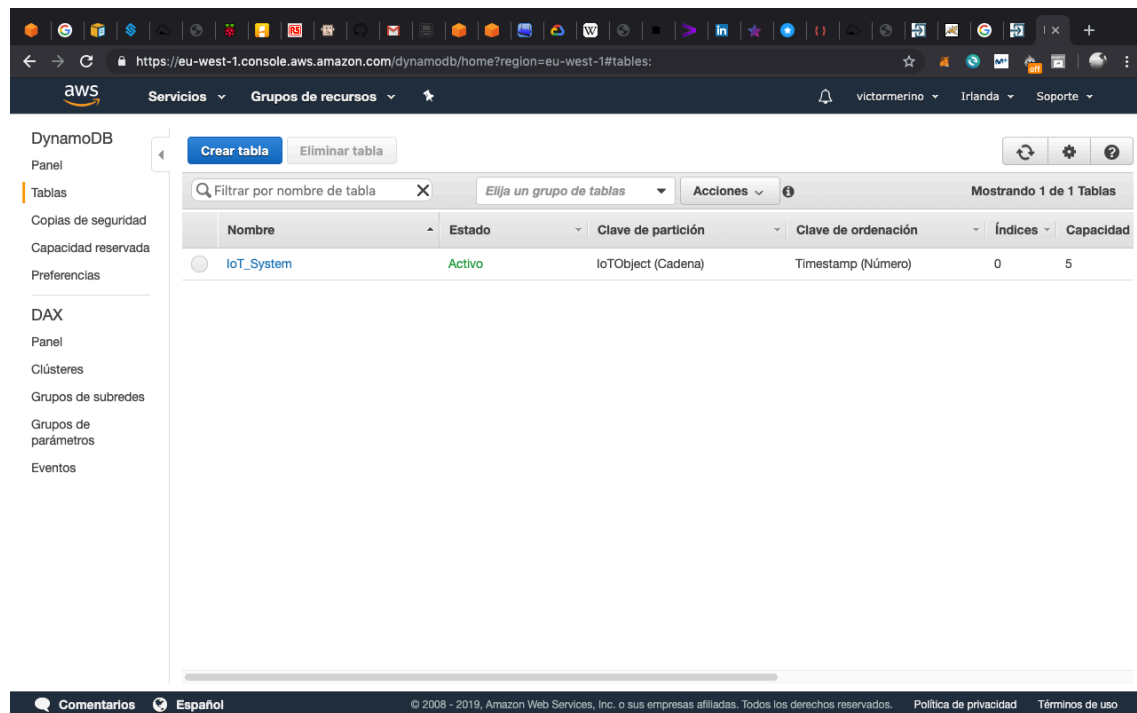 https://eu-west-1.console.aws.amazon.com/dynamodb/home?region=eu-west-1#tables:
off
aws Servicios Grupos de recursos victormerino Irlanda Soporte
DynamoDB
Panel
Tablas
Copias de seguridad
Capacidad reservada
Preferencias
DAX
Panel
Clústeres
Grupos de subredes
Grupos de
parámetros
Eventos
Crear tabla Eliminar tabla
Filtrar por nombre de tabla Elija un grupo de tablas Acciones Mostrando 1 de 1 Tablas
Nombre Estado Clave de partición Clave de ordenación Índices Capacidad
IoT_System Activo IoTObject (Cadena) Timestamp (Número) 0 5
Comentarios Español © 2008 - 2019, Amazon Web Services, Inc. o sus empresas afiliadas. Todos los derechos reservados. Política de privacidad Términos de uso